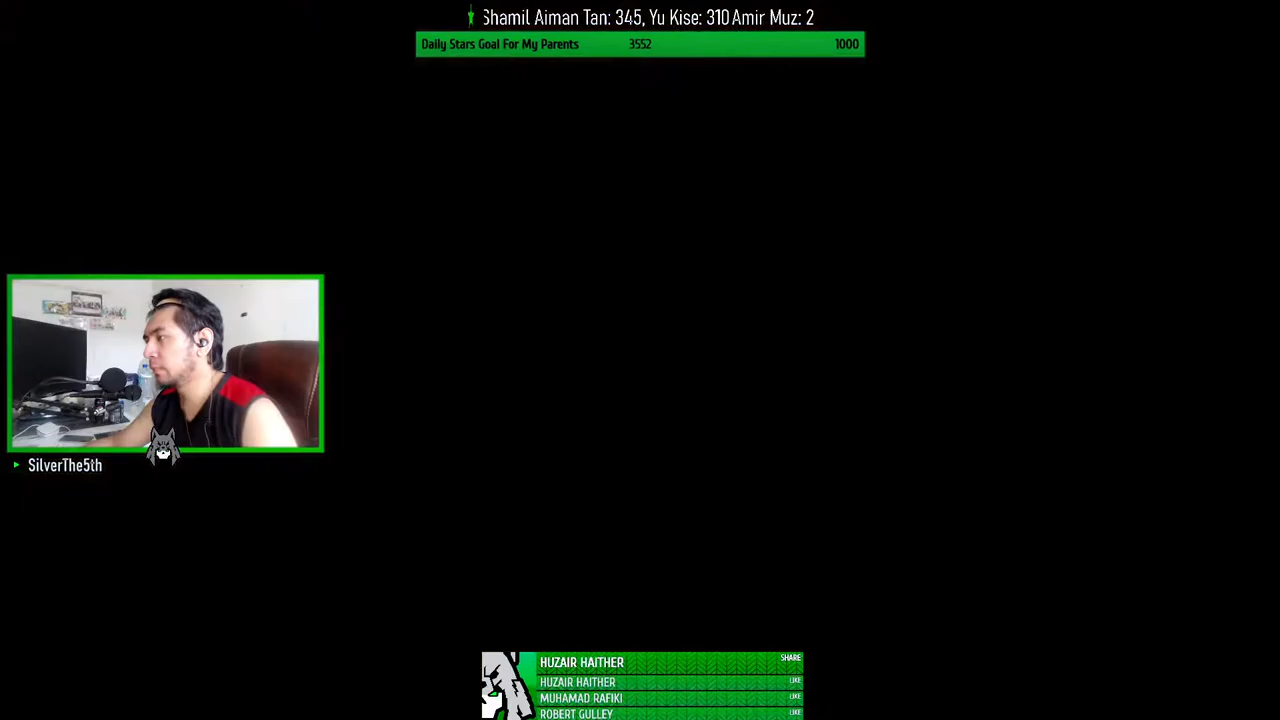 Shamil Aiman Tan: 345, Yu Kise: 310 Amir Muz: 2
Daily Stars Goal For My Parents 3552 1000
SilverThe5th
HUZAIR HAITHER SHARE
HUZAIR HAITHER LIKE
MUHAMAD RAFIKI LIKE
ROBERT GULLEY LIKE